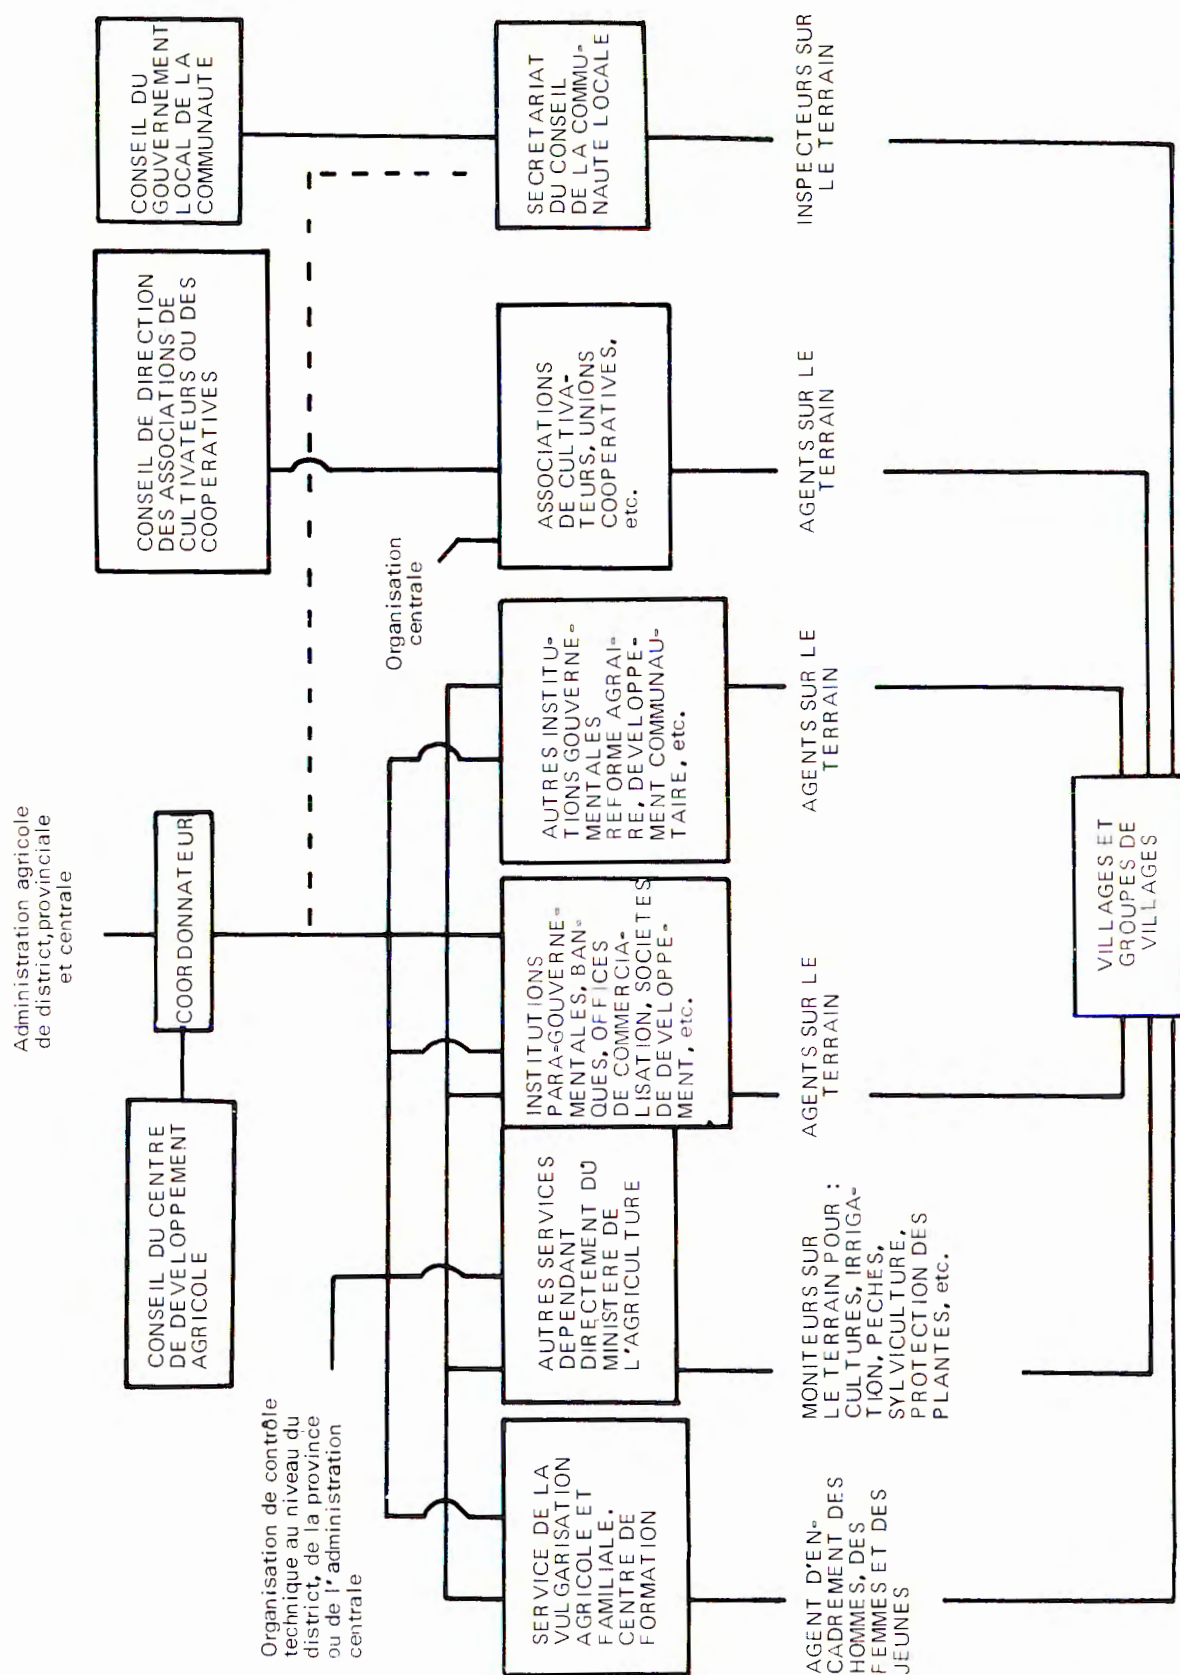 Administration agricole
de district, provinciale
et centrale
CONSEIL DU CENTRE
DE DEVELOPPEMENT
AGRICOLE
COORDONNATEUR
CONSEIL DE DIRECTION
DES ASSOCIATIONS DE
CULTIVATEURS OU DES
COOPERATIVES
CONSEIL DU
GOUVERNEMENT
LOCAL DE LA
COMMUNAUTE
Organisation de contrôle
technique au niveau du
district, de la province
ou de l'administration
centrale
Organisation
centrale
SERVICE DE LA
VULGARISATION
AGRICOLE ET
FAMILIALE.
CENTRE DE
FORMATION
AUTRES SERVICES
DEPENDANT
DIRECTEMENT DU
MINISTERE DE
L'AGRICULTURE
INSTITUTIONS
PARA-GOUVERNE-
MENTALES, BAN-
QUES, OFFICES
DE COMMERCIA-
LISATION, SOCIETES
DE DEVELOPPE-
MENT, etc.
AUTRES INSTITU-
TIONS GOUVERNE-
MENTALES
REFORME AGRAI-
RE, DEVELOPPE-
MENT COMMUNAU-
TAIRE, etc.
ASSOCIATIONS
DE CULTIVA-
TEURS, UNIONS
COOPERATIVES,
etc.
SECRETARIAT
DU CONSEIL
DE LA COMMU-
NAUTE LOCALE
AGENT D'EN-
CADREMENT DES
HOMMES, DES
FEMMES ET DES
JEUNES
MONITEURS SUR
LE TERRAIN POUR :
CULTURES, IRRIGA-
TION, PECHES,
SYLVICULTURE,
PROTECTION DES
PLANTES, etc.
AGENTS SUR LE
TERRAIN
AGENTS SUR LE
TERRAIN
AGENTS SUR LE
TERRAIN
INSPECTEURS SUR
LE TERRAIN
VILLAGES ET
GROUPES DE
VILLAGES